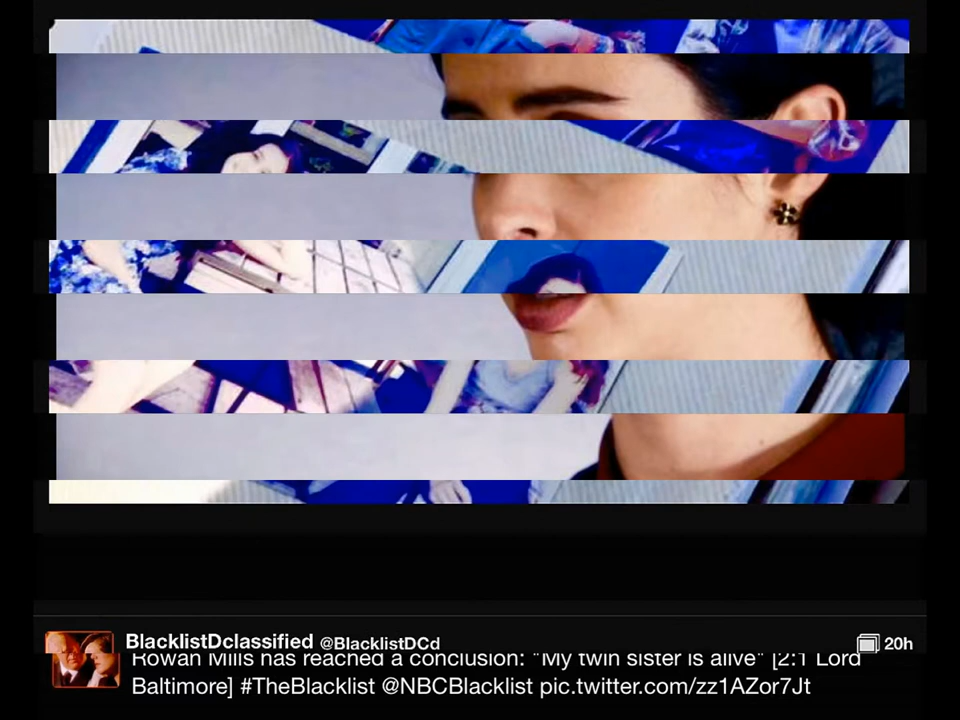 BlacklistDclassified @BlacklistDCd 20h
Rowan Mills has reached a conclusion: "My twin sister is alive" [2:1 Lord
Baltimore] #TheBlacklist @NBCBlacklist pic.twitter.com/zz1AZor7Jt